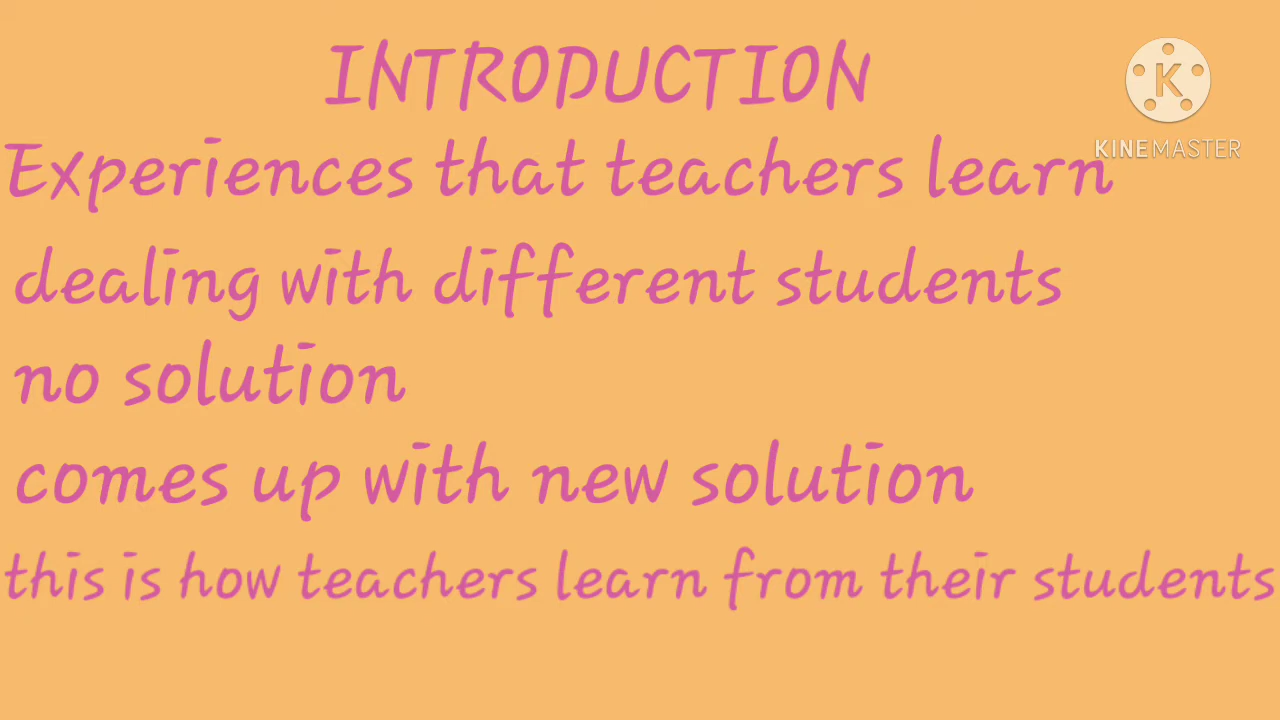 INTRODUCTION
K
KINEMASTER
Experiences that teachers learn
dealing with different students
no solution
comes up with new solution
this is how teachers learn from their students